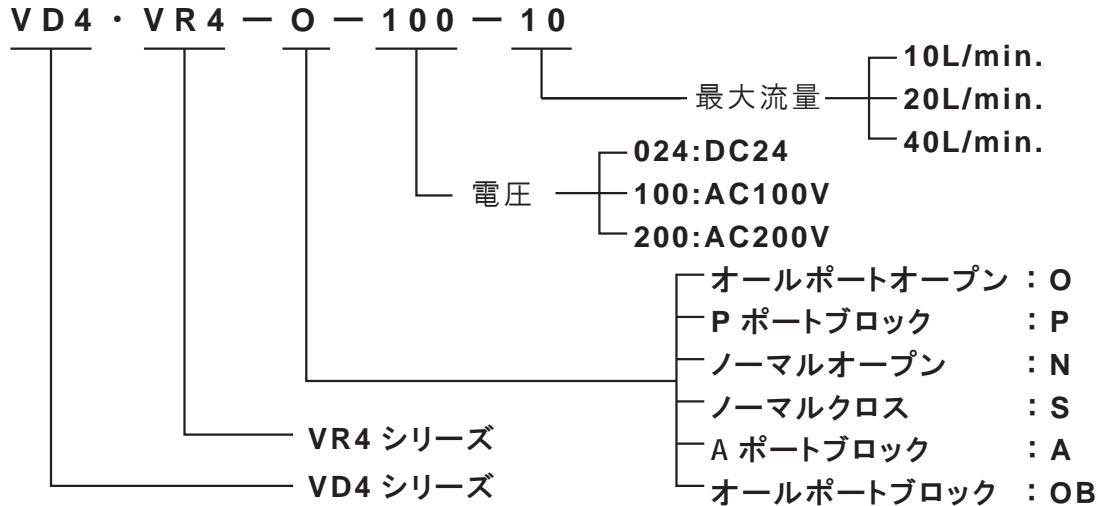 VD4・VR4－O－100－10
10L/min.
最大流量
20L/min.
40L/min.
024:DC24
電圧
100:AC100V
200:AC200V
オールポートオープン：O
P ポートブロック：P
ノーマルオープン：N
ノーマルクロス：S
A ポートブロック：A
オールポートブロック：OB
VR4 シリーズ
VD4 シリーズ